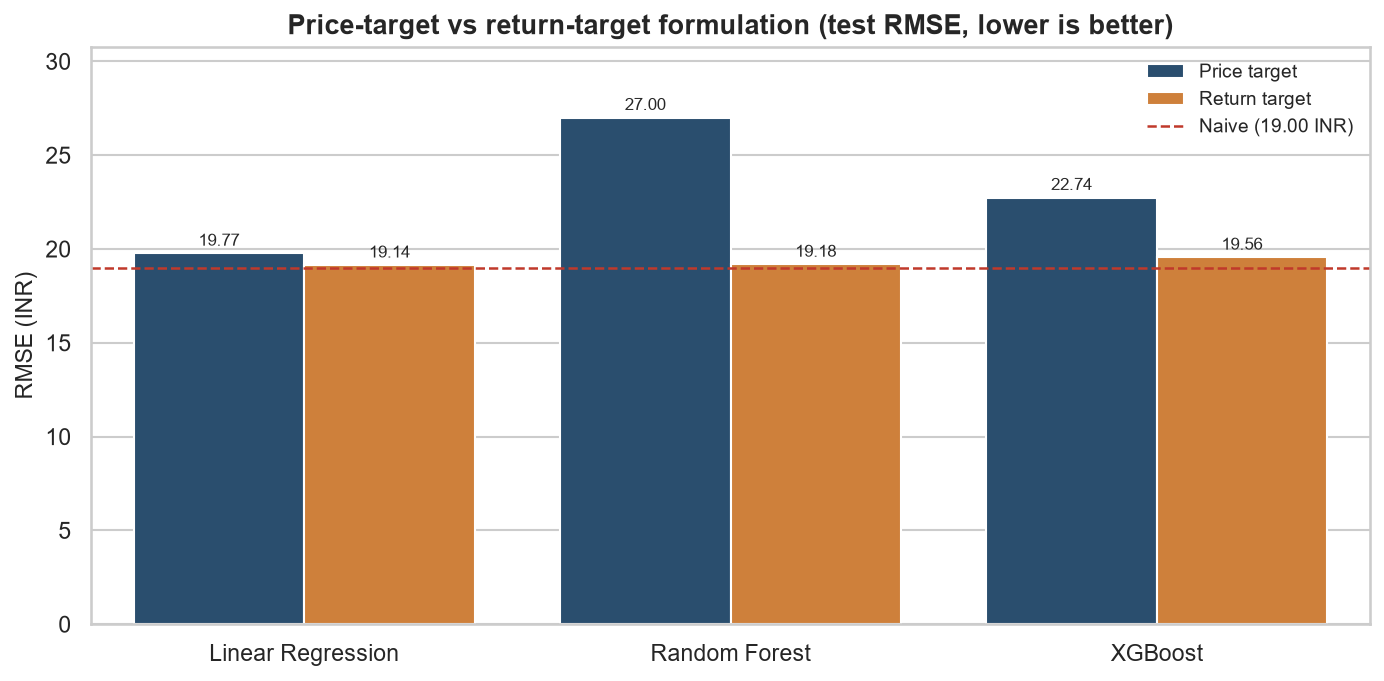 Price-target vs return-target formulation (test RMSE, lower is better)
Price target
Return target
Naive (19.00 INR)
RMSE (INR)
30
25
20
15
10
5
0
19.77
19.14
27.00
19.18
22.74
19.56
Linear Regression
Random Forest
XGBoost